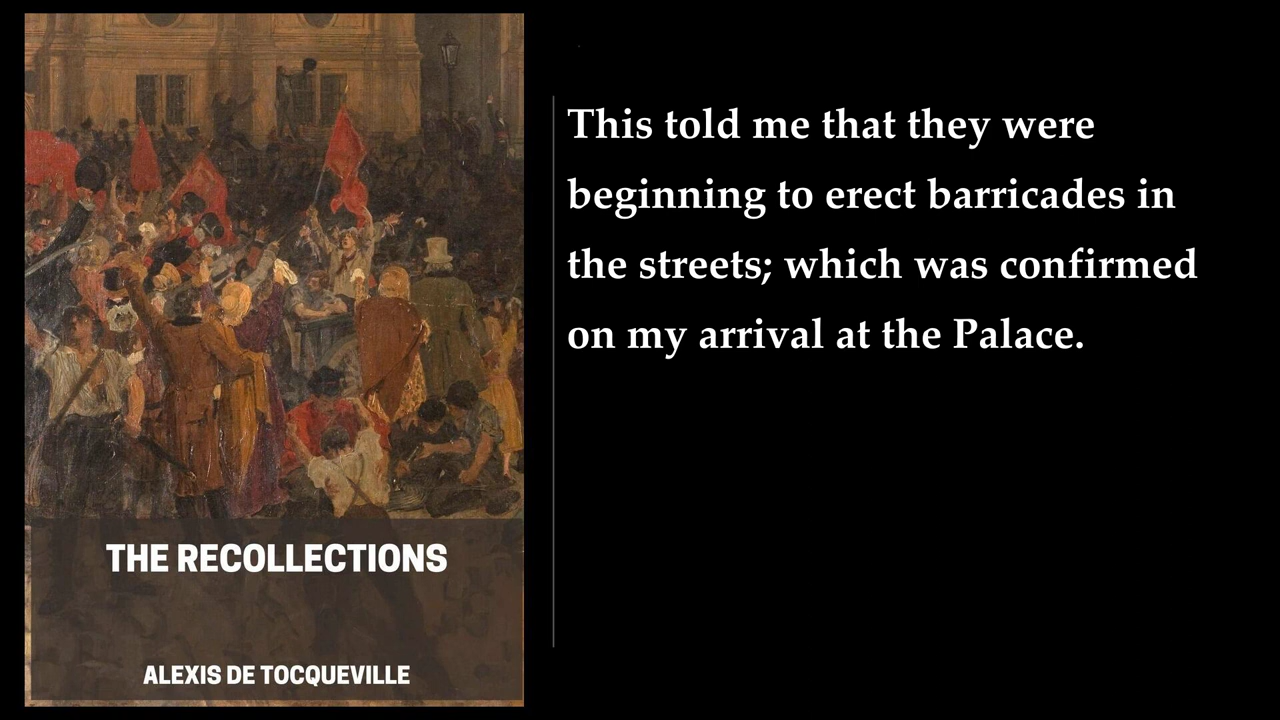 This told me that they were
beginning to erect barricades in
the streets; which was confirmed
on my arrival at the Palace.
THE RECOLLECTIONS
ALEXIS DE TOCQUEVILLE